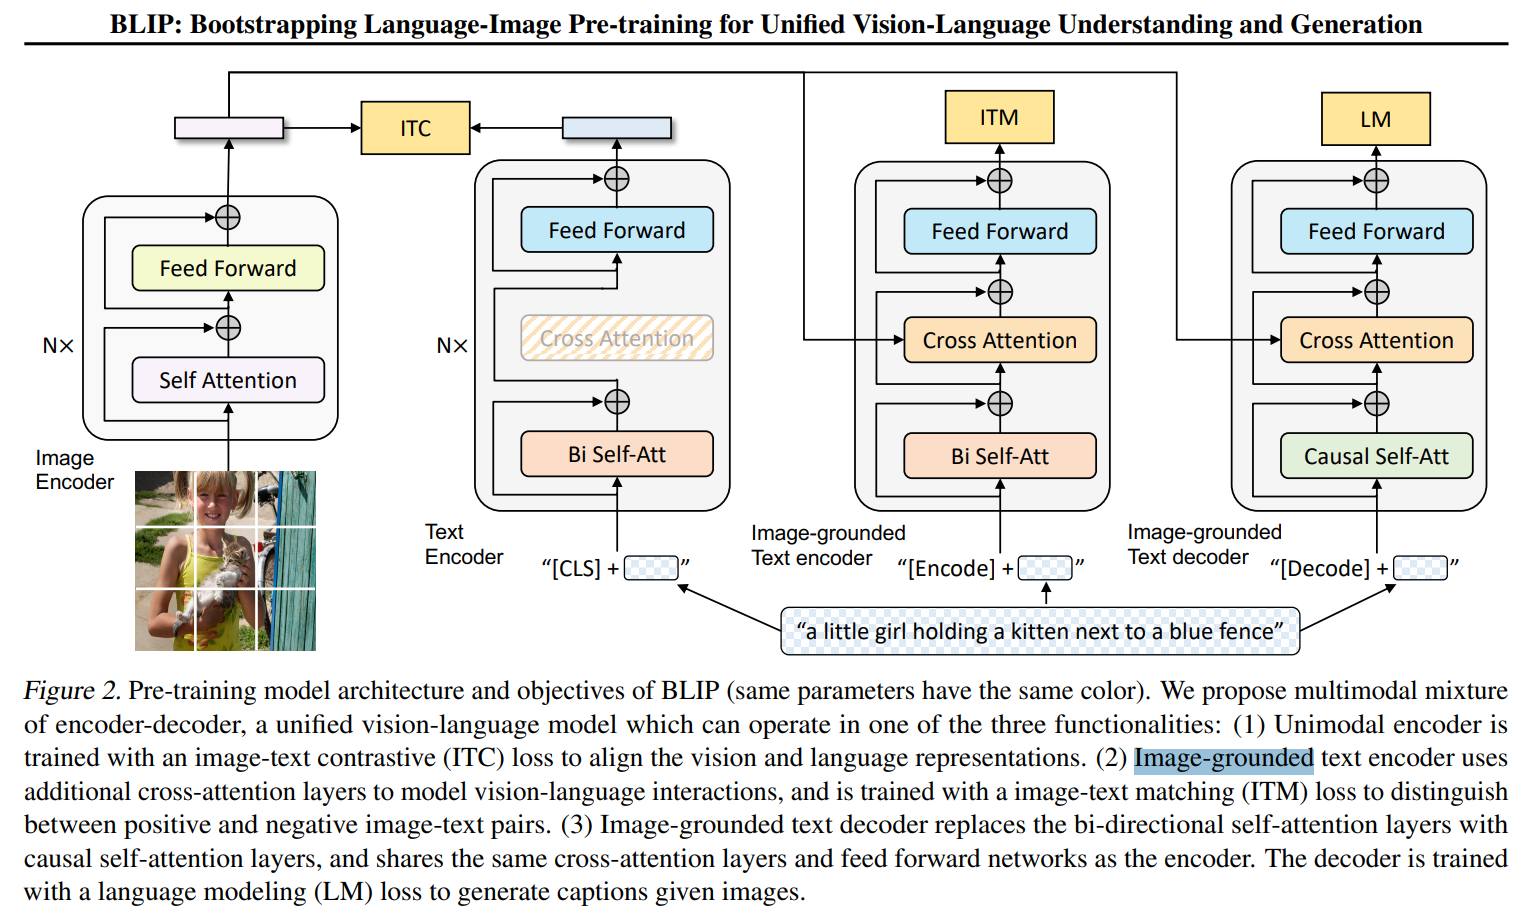 BLIP: Bootstrapping Language-Image Pre-training for Unified Vision-Language Understanding and Generation
ITC
ITM
LM
Feed Forward
Self Attention
N×
Image
Encoder
Feed Forward
Cross Attention
Bi Self-Att
N×
Text
Encoder
"[CLS] + "
Feed Forward
Cross Attention
Bi Self-Att
Image-grounded
Text encoder
"[Encode] + "
Feed Forward
Cross Attention
Causal Self-Att
Image-grounded
Text decoder
"[Decode] + "
"a little girl holding a kitten next to a blue fence"
Figure 2. Pre-training model architecture and objectives of BLIP (same parameters have the same color). We propose multimodal mixture
of encoder-decoder, a unified vision-language model which can operate in one of the three functionalities: (1) Unimodal encoder is
trained with an image-text contrastive (ITC) loss to align the vision and language representations. (2) Image-grounded text encoder uses
additional cross-attention layers to model vision-language interactions, and is trained with a image-text matching (ITM) loss to distinguish
between positive and negative image-text pairs. (3) Image-grounded text decoder replaces the bi-directional self-attention layers with
causal self-attention layers, and shares the same cross-attention layers and feed forward networks as the encoder. The decoder is trained
with a language modeling (LM) loss to generate captions given images.